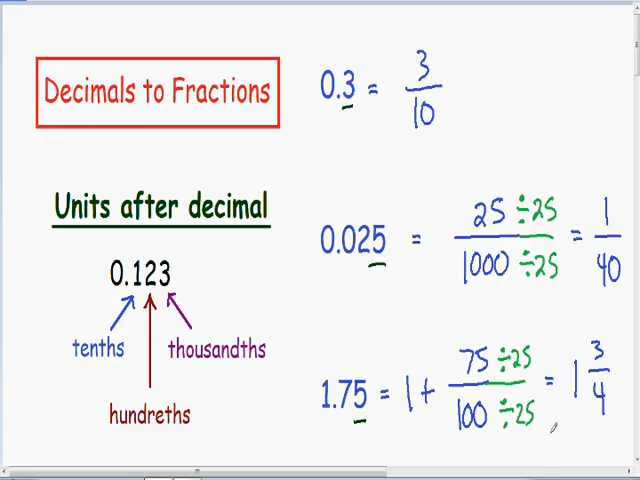 Decimals to Fractions
0.3 = 3/10
Units after decimal
0.123
tenths
thousandths
hundreths
0.025 = 25÷25/1000÷25 = 1/40
1.75 = 1 + 75÷25/100÷25 = 1 3/4